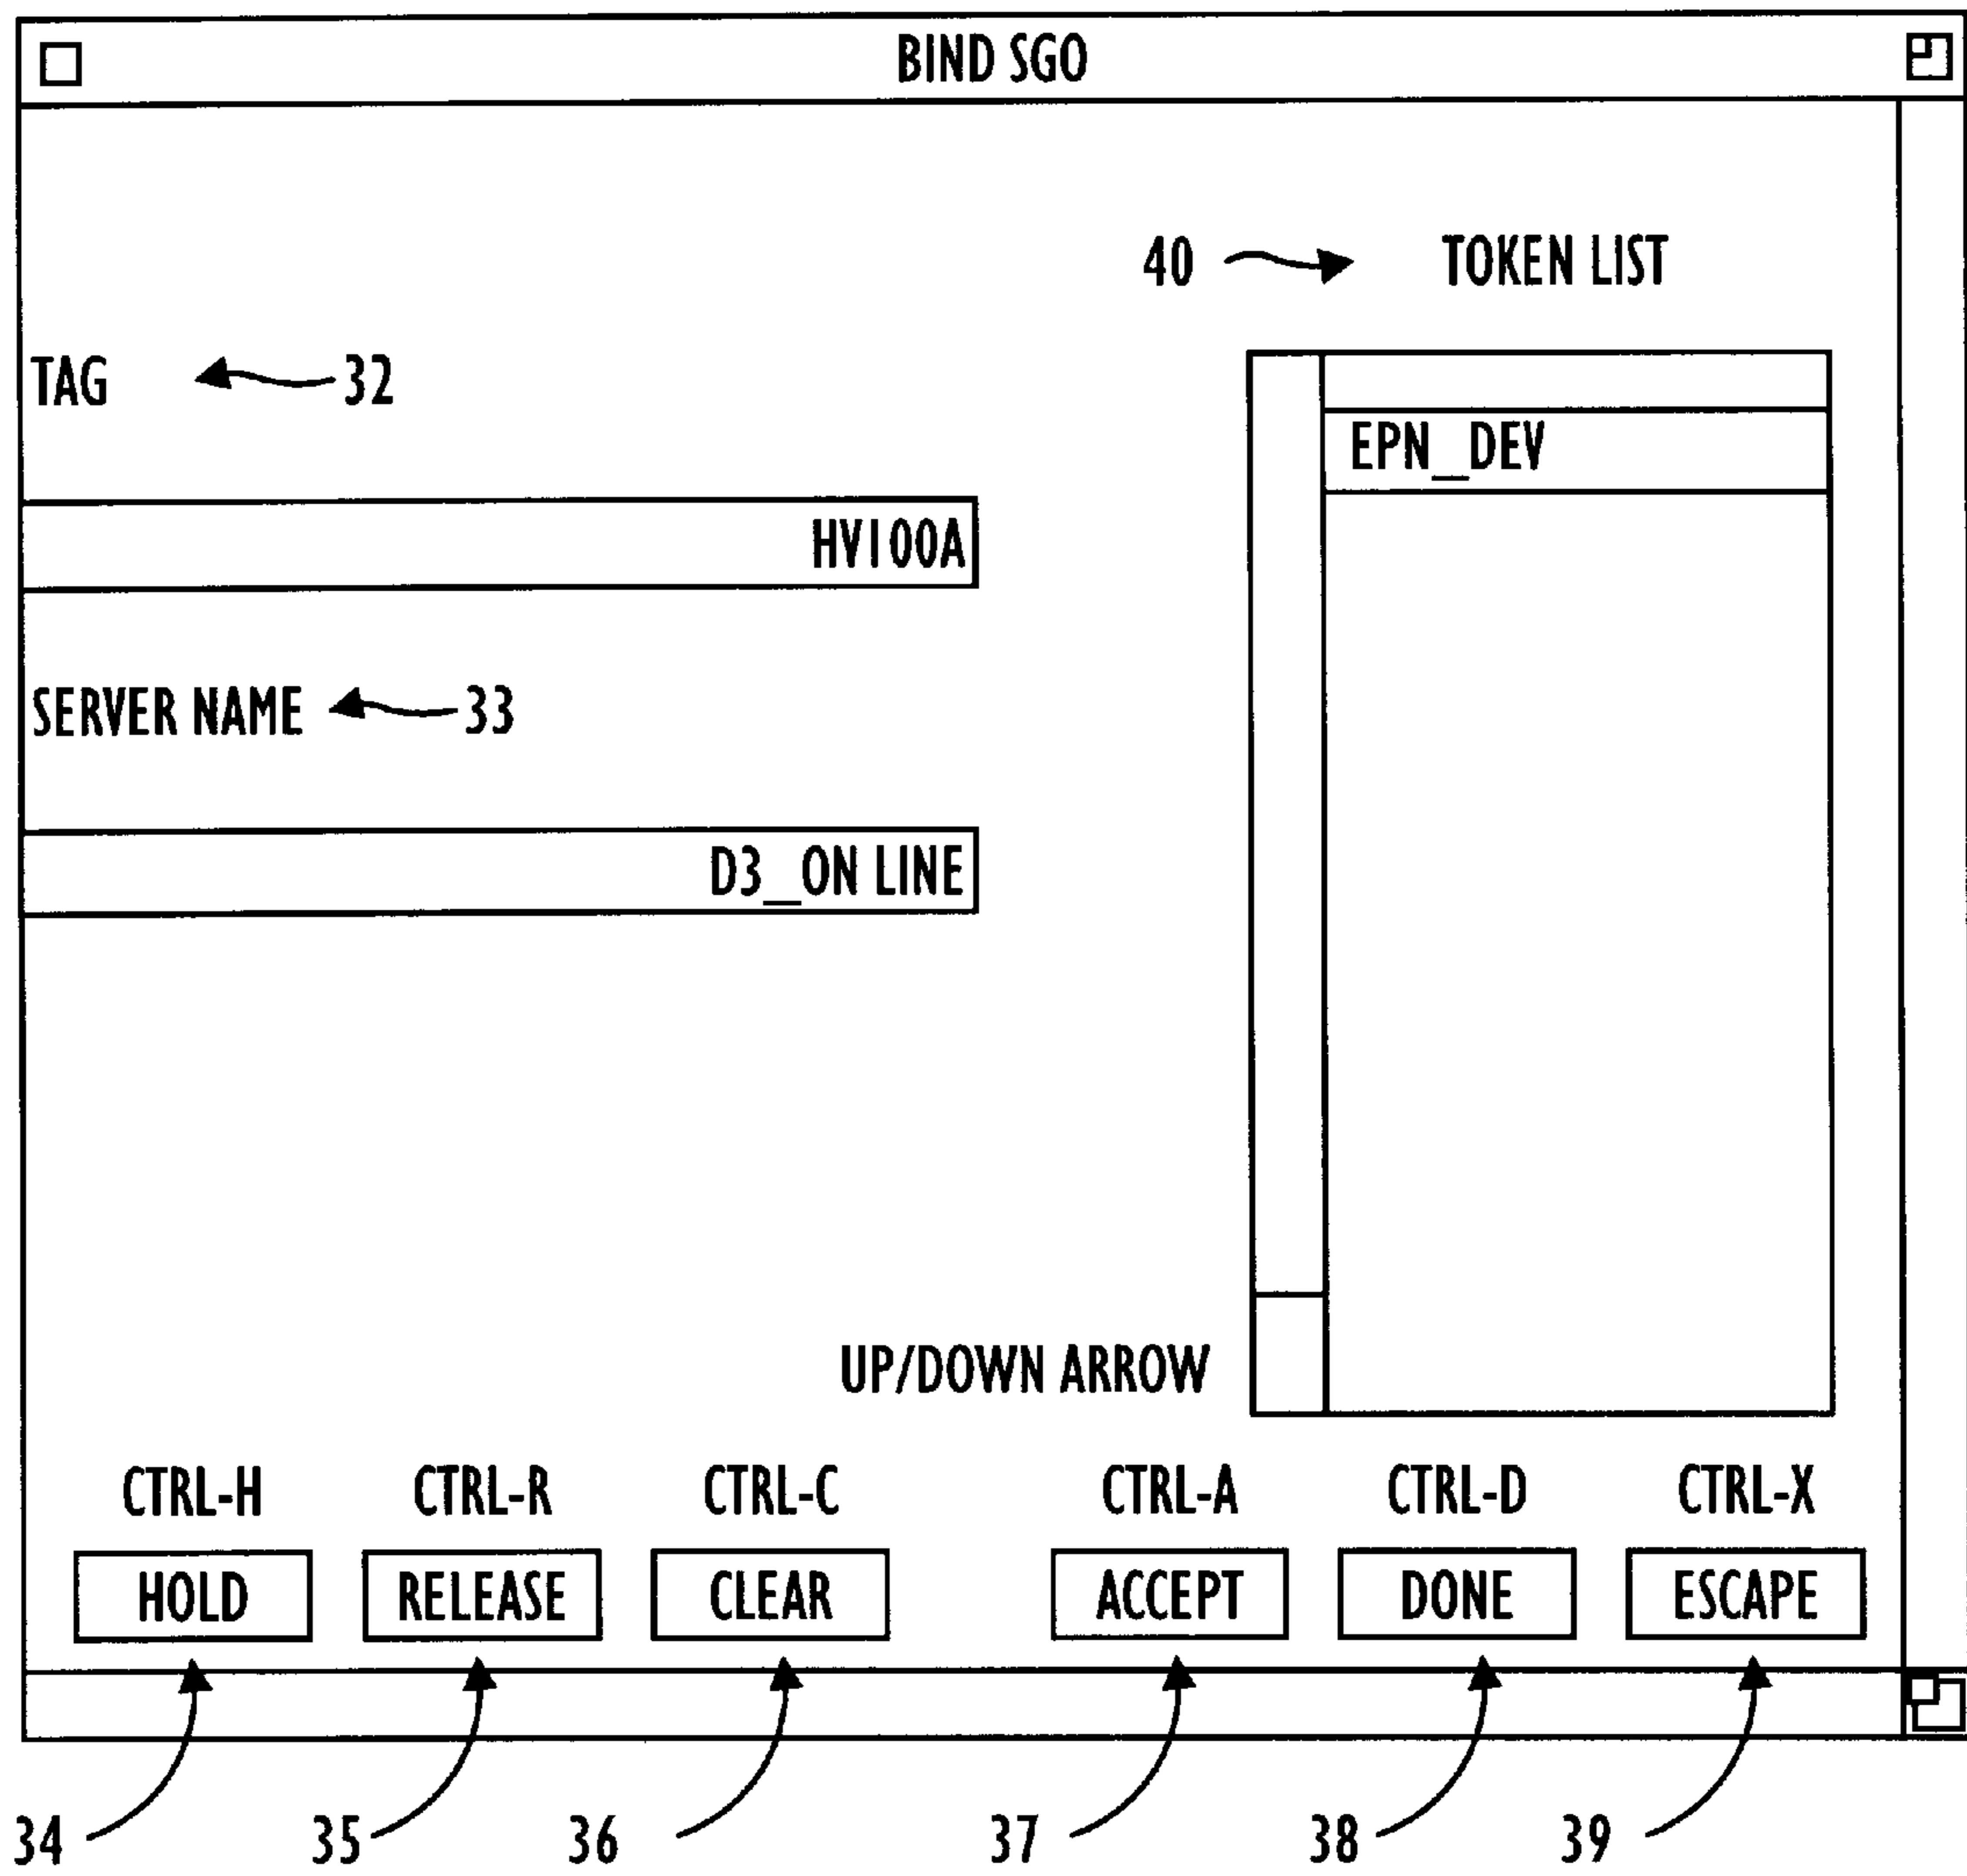 BIND SGO
40 TOKEN LIST
TAG 32
EPN_DEV
HV100A
SERVER NAME 33
D3_ON LINE
UP/DOWN ARROW
CTRL-H CTRL-R CTRL-C CTRL-A CTRL-D CTRL-X
HOLD RELEASE CLEAR ACCEPT DONE ESCAPE
34 35 36 37 38 39